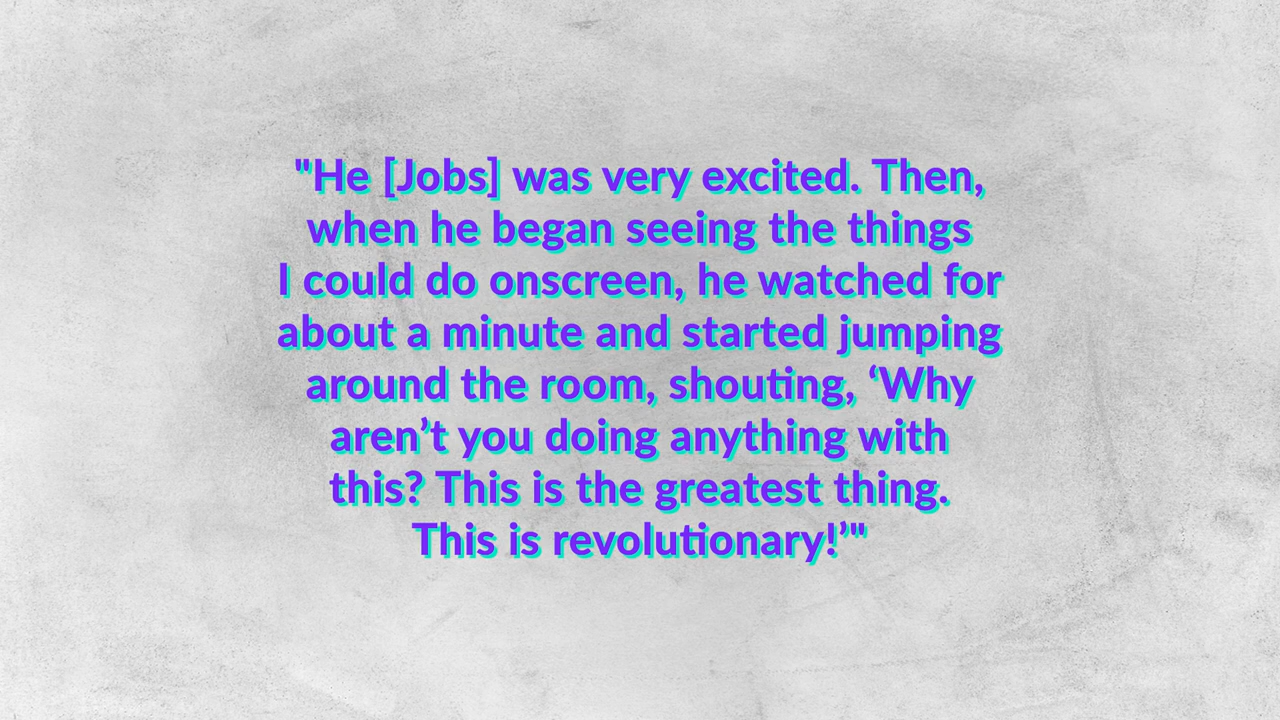 "He [Jobs] was very excited. Then,
when he began seeing the things
I could do onscreen, he watched for
about a minute and started jumping
around the room, shouting, ‘Why
aren’t you doing anything with
this? This is the greatest thing.
This is revolutionary!’"